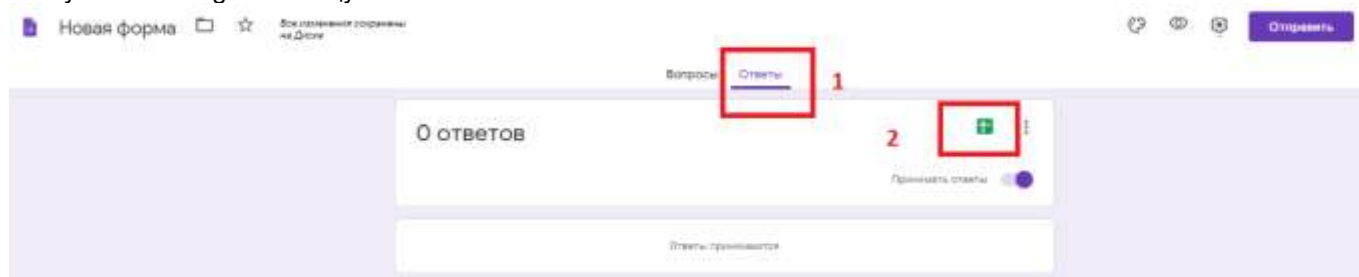 Новая форма
Все изменения сохранены
на Диске
Отправить
Вопросы Ответы
1
0 ответов
2
Принимать ответы
Ответы принимаются